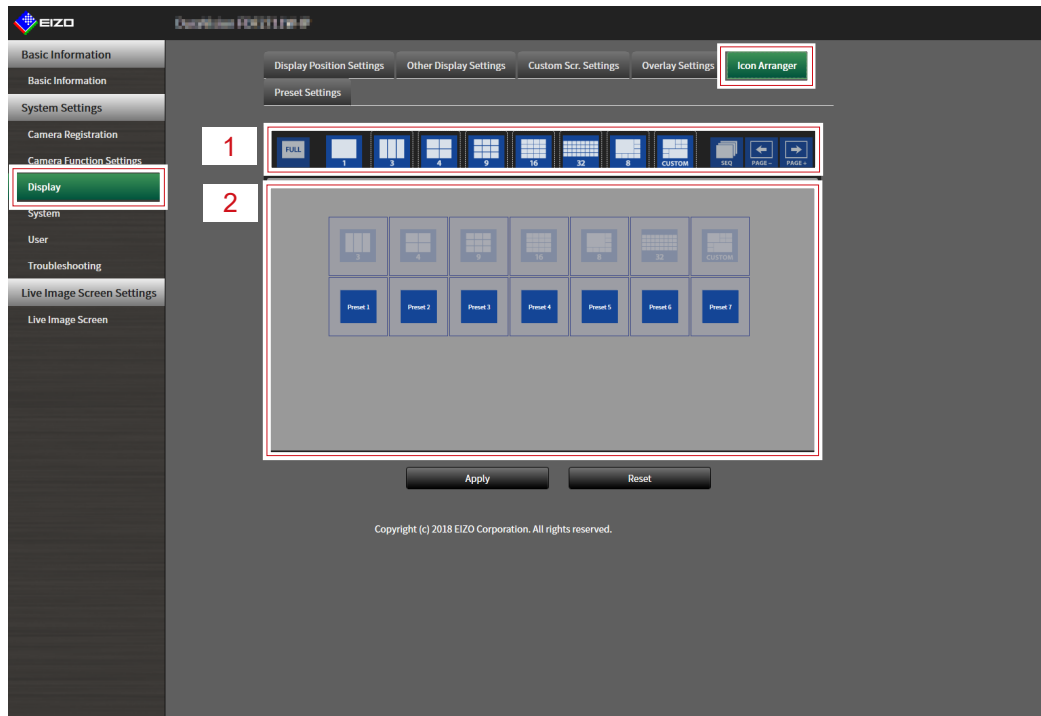 EIZO
Basic Information
Basic Information
System Settings
Camera Registration
Camera Function Settings
Display
System
User
Troubleshooting
Live Image Screen Settings
Live Image Screen
Display Position Settings Other Display Settings Custom Scr. Settings Overlay Settings Icon Arranger
Preset Settings
1
FULL 1 3 4 9 16 32 8 CUSTOM SEQ PAGE - PAGE +
2
3 4 9 16 8 32 CUSTOM
Preset 1 Preset 2 Preset 3 Preset 4 Preset 5 Preset 6 Preset 7
Apply Reset
Copyright (c) 2018 EIZO Corporation. All rights reserved.